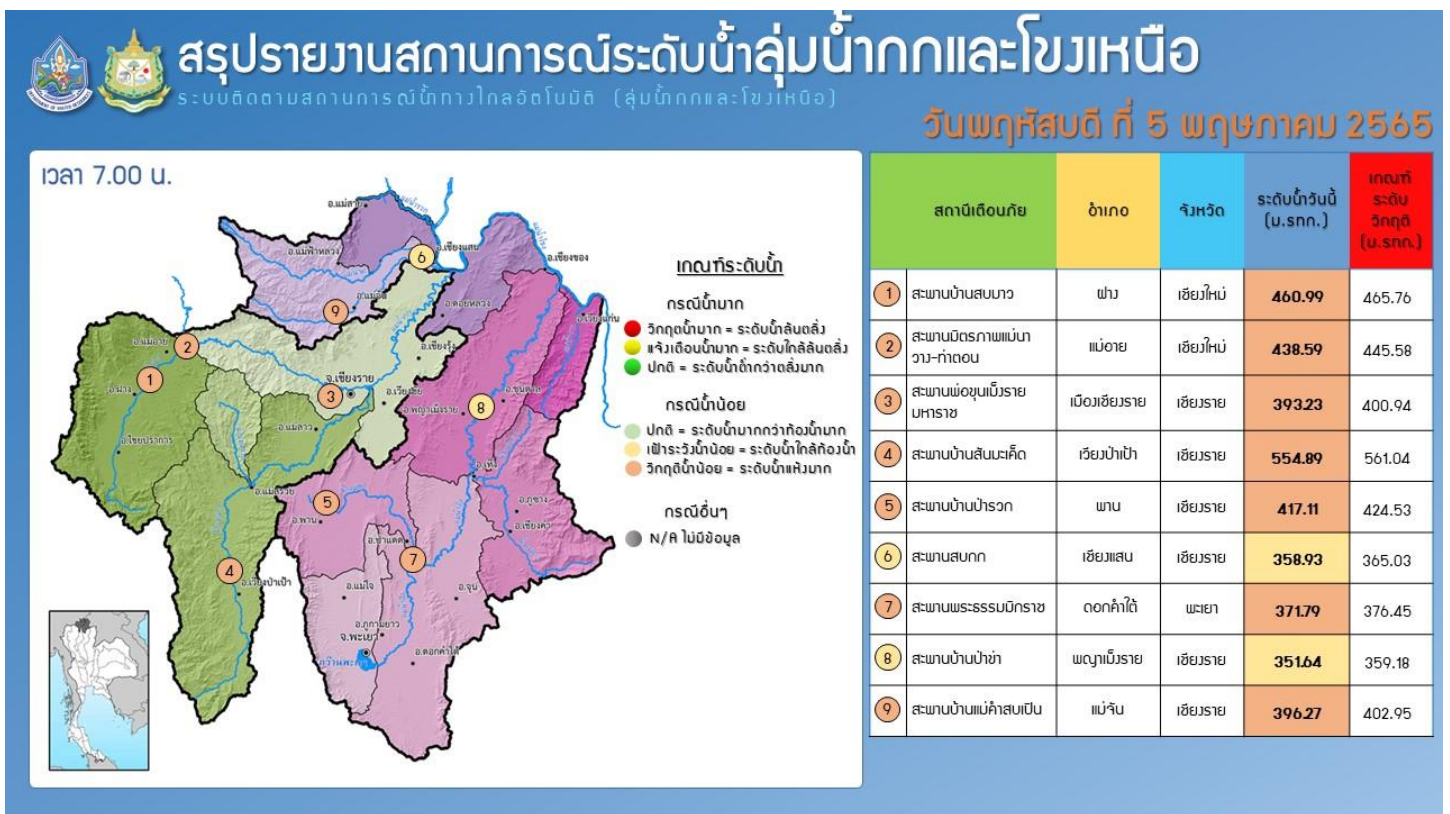 สรุปรายงานสถานการณ์ระดับน้ำลุ่มน้ำกกและโขงเหนือ
ระบบติดตามสถานการณ์น้ำทางไกลอัตโนมัติ (ลุ่มน้ำกกและโขงเหนือ)
วันพฤหัสบดี ที่ 5 พฤษภาคม 2565
เวลา 7.00 น.
อ.แม่สาย
แม่น้ำรวก
อ.แม่ฟ้าหลวง
6
อ.เชียงแสน
แม่น้ำโขง
อ.เชียงของ
9
อ.แม่จัน
อ.ดอยหลวง
อ.เวียงแก่น
อ.แม่อาย
2
อ.เชียงรุ้ง
1
อ.ฝาง
จ.เชียงราย
3
อ.เวียงชัย
อ.ขุนตาล
อ.พญาเม็งราย
8
อ.แม่ลาว
อ.ไชยปราการ
อ.เทิง
อ.แม่สรวย
5
อ.พาน
อ.ภูซาง
อ.เชียงคำ
อ.ป่าแดด
7
4
อ.เวียงป่าเป้า
อ.แม่ใจ
อ.จุน
อ.ภูกามยาว
จ.พะเยา
กว๊านพะเยา
อ.ดอกคำใต้
เกณฑ์ระดับน้ำ
กรณีน้ำมาก
วิกฤตน้ำมาก = ระดับน้ำล้นตลิ่ง
แจ้งเตือนน้ำมาก = ระดับใกล้ล้นตลิ่ง
ปกติ = ระดับน้ำต่ำกว่าตลิ่งมาก
กรณีน้ำน้อย
ปกติ = ระดับน้ำมากกว่าท้องน้ำมาก
เฝ้าระวังน้ำน้อย = ระดับน้ำใกล้ท้องน้ำ
วิกฤติน้ำน้อย = ระดับน้ำแห้งมาก
กรณีอื่นๆ
N/A ไม่มีข้อมูล
สถานีเตือนภัย อำเภอ จังหวัด ระดับน้ำวันนี้ (ม.รทก.) เกณฑ์ระดับวิกฤติ (ม.รทก.)
1 สะพานบ้านสบมาว ฝาง เชียงใหม่ 460.99 465.76
2 สะพานมิตรภาพแม่นาวาง-ท่าตอน แม่อาย เชียงใหม่ 438.59 445.58
3 สะพานพ่อขุนเม็งรายมหาราช เมืองเชียงราย เชียงราย 393.23 400.94
4 สะพานบ้านสันมะเค็ด เวียงป่าเป้า เชียงราย 554.89 561.04
5 สะพานบ้านป่ารวก พาน เชียงราย 417.11 424.53
6 สะพานสบกก เชียงแสน เชียงราย 358.93 365.03
7 สะพานพระธรรมมิกราช ดอกคำใต้ พะเยา 371.79 376.45
8 สะพานบ้านป่าข่า พญาเม็งราย เชียงราย 351.64 359.18
9 สะพานบ้านแม่คำสบเปิน แม่จัน เชียงราย 396.27 402.95